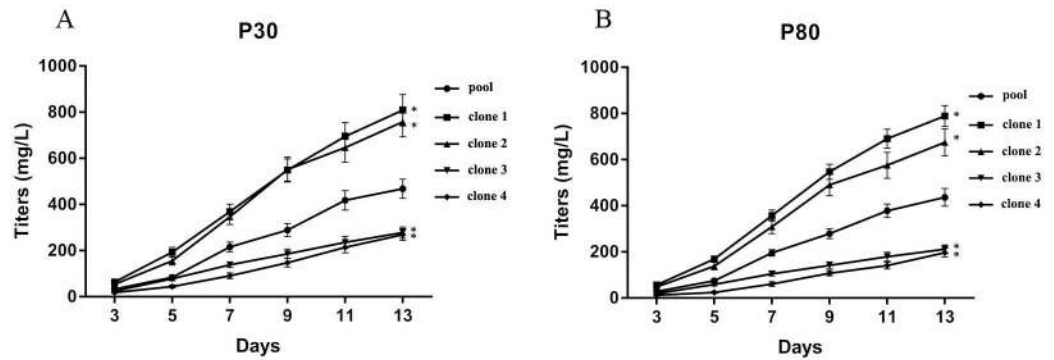 A
P30
Titers (mg/L)
1000
800
600
400
200
0
3 5 7 9 11 13
Days
pool
clone 1
clone 2
clone 3
clone 4
*
*
*
*
B
P80
Titers (mg/L)
1000
800
600
400
200
0
3 5 7 9 11 13
Days
pool
clone 1
clone 2
clone 3
clone 4
*
*
*
*